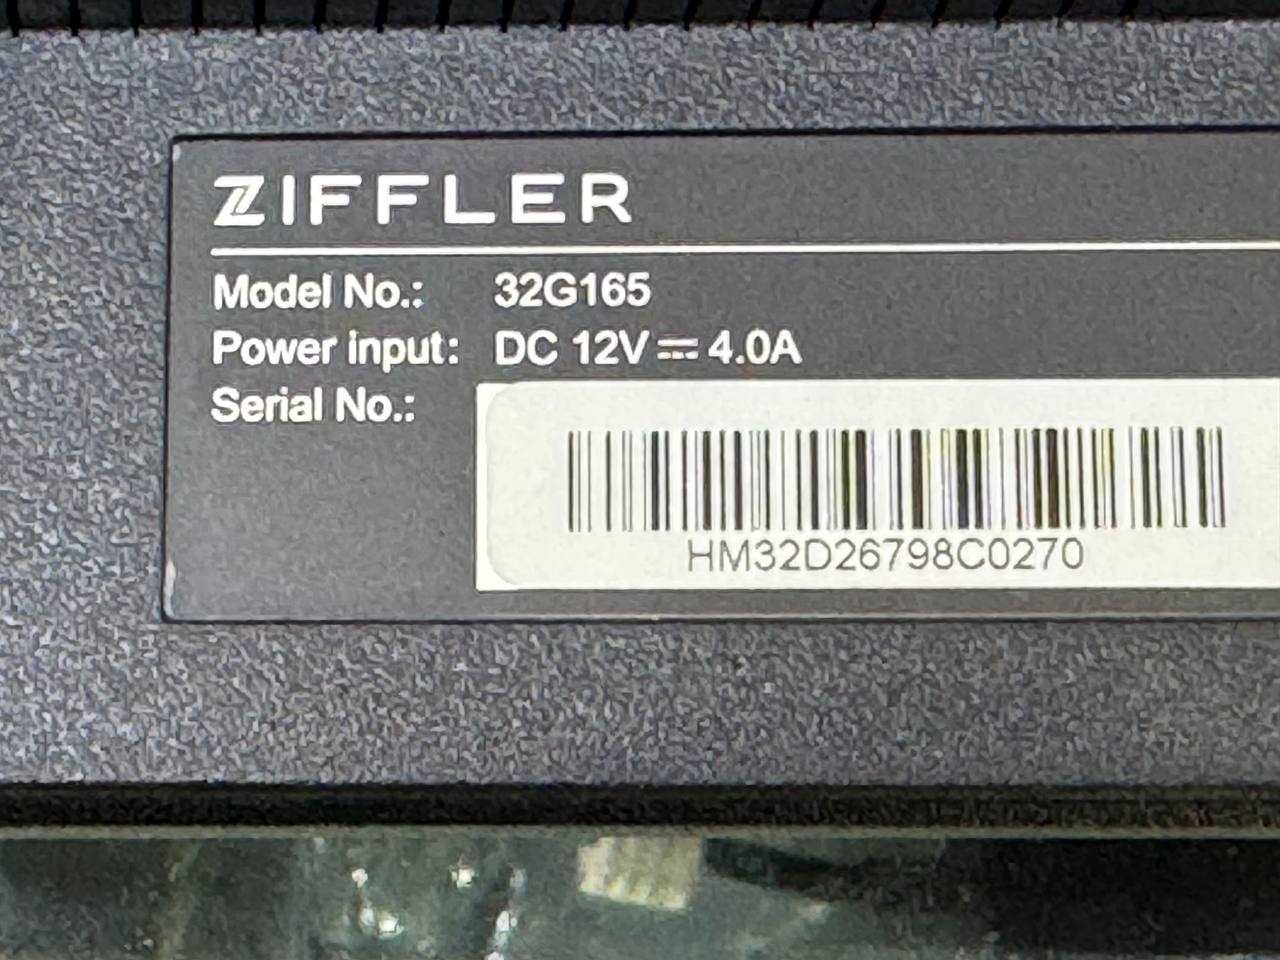 ZIFFLER
Model No.: 32G165
Power input: DC 12V⎓4.0A
Serial No.:
HM32D26798C0270